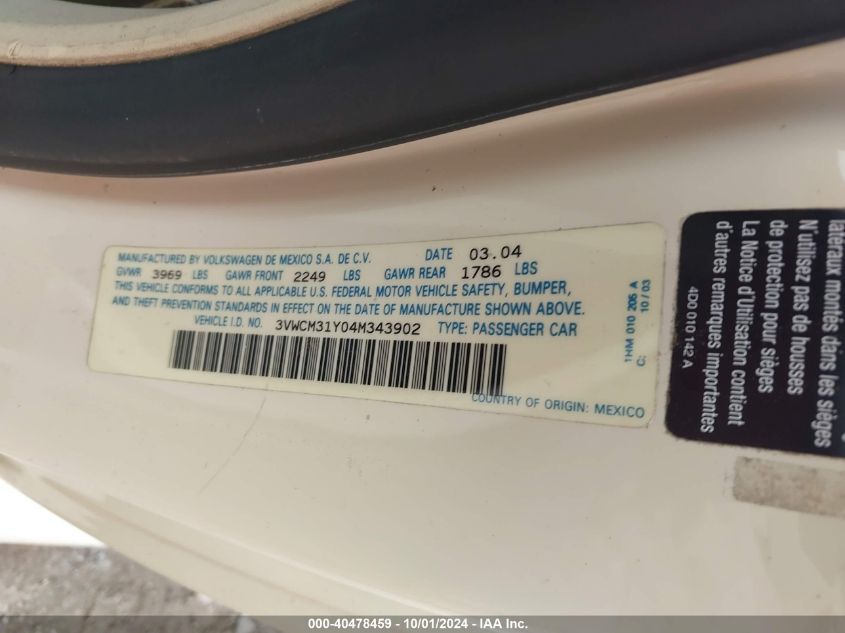 MANUFACTURED BY VOLKSWAGEN DE MEXICO S.A. DE C.V. DATE 03.04
GVWR 3969 LBS GAWR FRONT 2249 LBS GAWR REAR 1786 LBS
THIS VEHICLE CONFORMS TO ALL APPLICABLE U.S. FEDERAL MOTOR VEHICLE SAFETY, BUMPER,
AND THEFT PREVENTION STANDARDS IN EFFECT ON THE DATE OF MANUFACTURE SHOWN ABOVE.
VEHICLE I.D. NO. 3VWCM31Y04M343902 TYPE: PASSENGER CAR
COUNTRY OF ORIGIN: MEXICO
1HM 010 205 A
C: 10/03
latéraux montés dans les sièges
N'utilisez pas de housses
de protection pour sièges
La Notice d'Utilisation contient
d'autres remarques importantes
4D0 010 142 A
000-40478459 - 10/01/2024 - IAAI Inc.